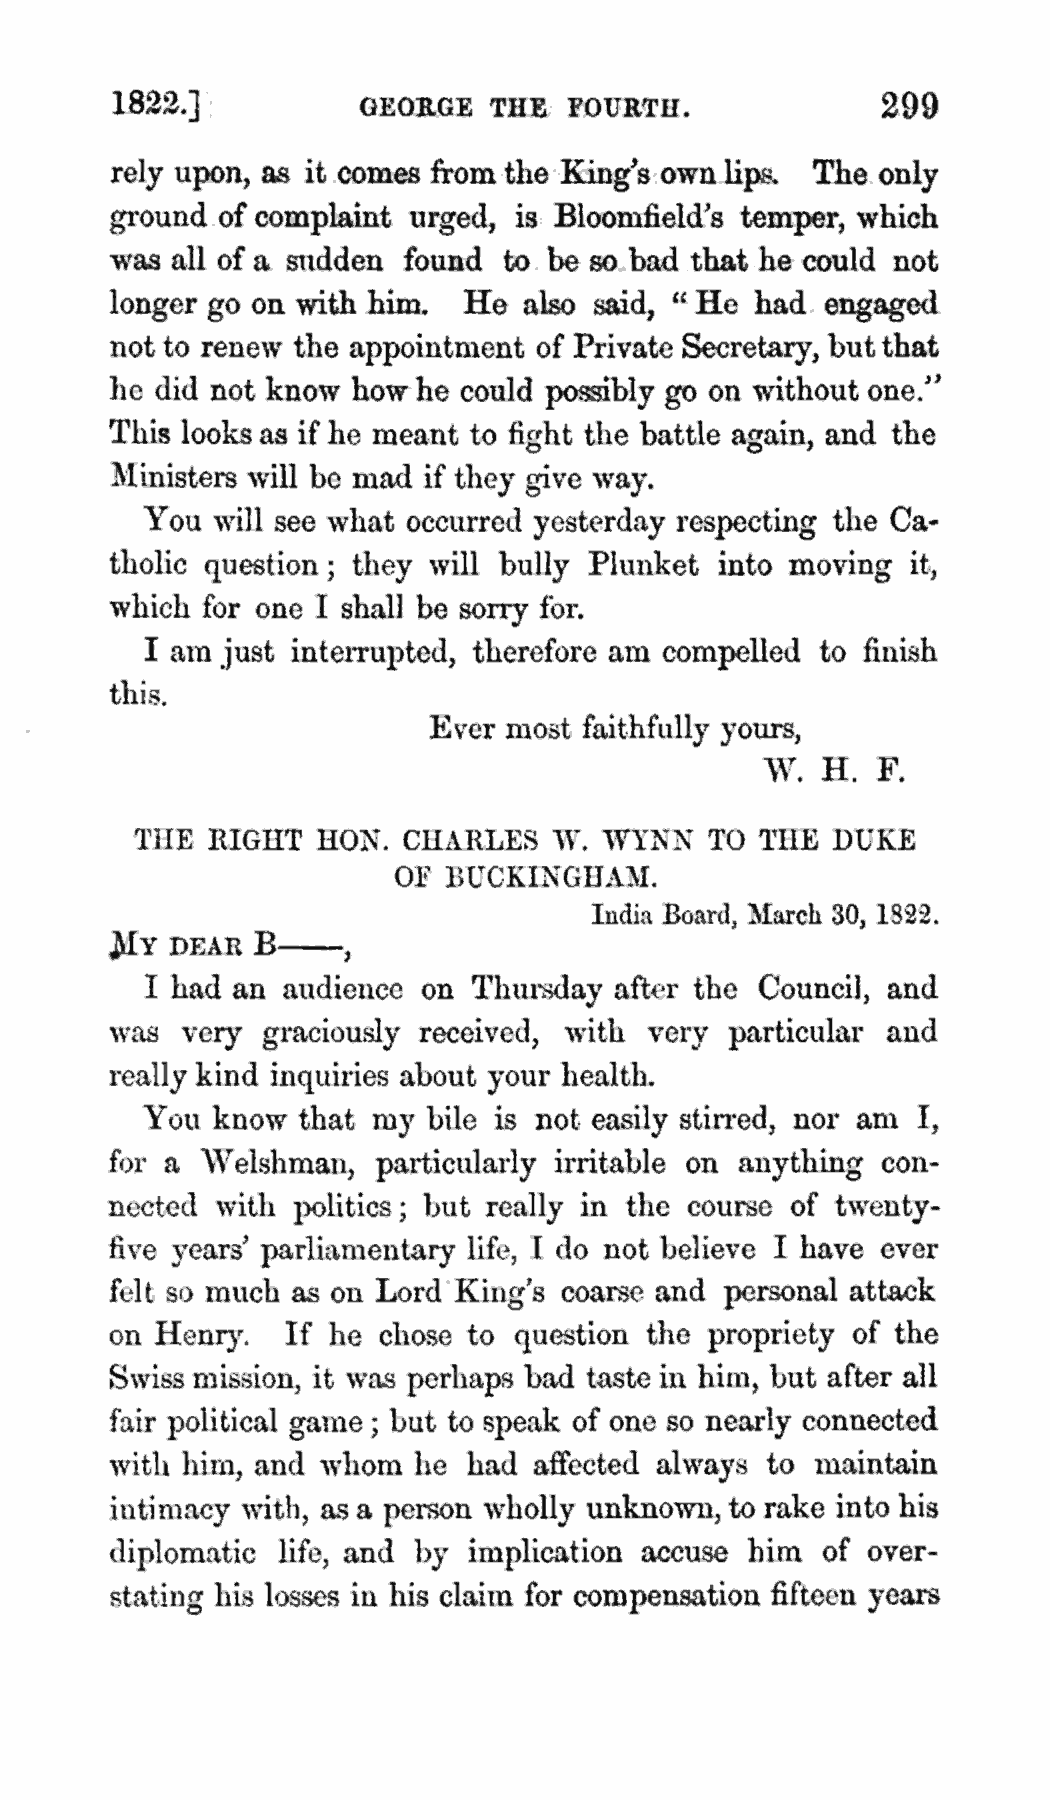 1822.] GEORGE THE FOURTH. 299
rely upon, as it comes from the King's own lips. The only
ground of complaint urged, is Bloomfield's temper, which
was all of a sudden found to be so bad that he could not
longer go on with him. He also said, "He had engaged
not to renew the appointment of Private Secretary, but that
he did not know how he could possibly go on without one."
This looks as if he meant to fight the battle again, and the
Ministers will be mad if they give way.
You will see what occurred yesterday respecting the Ca-
tholic question; they will bully Plunket into moving it,
which for one I shall be sorry for.
I am just interrupted, therefore am compelled to finish
this.
Ever most faithfully yours,
W. H. F.
THE RIGHT HON. CHARLES W. WYNN TO THE DUKE
OF BUCKINGHAM.
India Board, March 30, 1822.
MY DEAR B——,
I had an audience on Thursday after the Council, and
was very graciously received, with very particular and
really kind inquiries about your health.
You know that my bile is not easily stirred, nor am I,
for a Welshman, particularly irritable on anything con-
nected with politics; but really in the course of twenty-
five years' parliamentary life, I do not believe I have ever
felt so much as on Lord King's coarse and personal attack
on Henry. If he chose to question the propriety of the
Swiss mission, it was perhaps bad taste in him, but after all
fair political game; but to speak of one so nearly connected
with him, and whom he had affected always to maintain
intimacy with, as a person wholly unknown, to rake into his
diplomatic life, and by implication accuse him of over-
stating his losses in his claim for compensation fifteen years